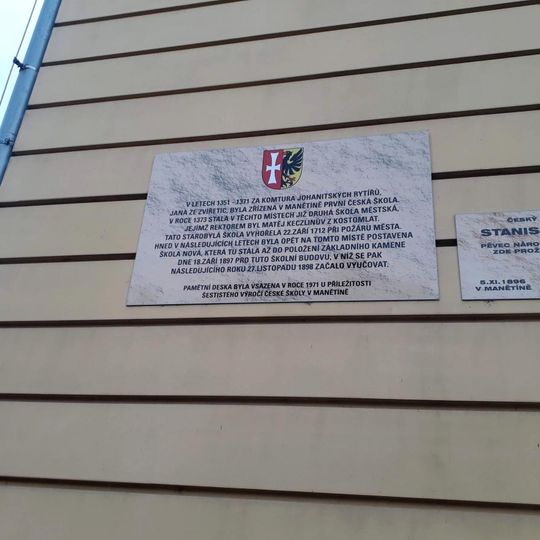 V LETECH 1351 - 1371 ZA KOMTURA JOHANITSKÝCH RYTÍŘŮ,
JANA ZE ZVÍŘETIC, BYLA ZŘÍZENA V MANĚTÍNĚ PRVNÍ ČESKÁ ŠKOLA.
V ROCE 1373 STÁLA V TĚCHTO MÍSTECH JIŽ DRUHÁ ŠKOLA MĚSTSKÁ,
JEJÍMŽ REKTOREM BYL MATĚJ KECZLINŮV Z KOSTOMLAT.
TATO STAROBYLÁ ŠKOLA VYHOŘELA 22. ZÁŘÍ 1712 PŘI POŽÁRU MĚSTA.
HNED V NÁSLEDUJÍCÍCH LETECH BYLA OPĚT NA TOMTO MÍSTĚ POSTAVENA
ŠKOLA NOVÁ, KTERÁ TU STÁLA AŽ DO POLOŽENÍ ZÁKLADNÍHO KAMENE
DNE 18. ZÁŘÍ 1897 PRO TUTO ŠKOLNÍ BUDOVU, V NÍŽ SE PAK
NÁSLEDUJÍCÍHO ROKU 27. LISTOPADU 1898 ZAČALO VYUČOVAT.
PAMĚTNÍ DESKA BYLA VSAZENA V ROCE 1971 U PŘÍLEŽITOSTI
ŠESTISTÉHO VÝROČÍ ČESKÉ ŠKOLY V MANĚTÍNĚ
ČESKÝ
STANIS
PĚVEC NÁRO
ZDE PROŽ
5. XI. 1896
V MANĚTÍNĚ